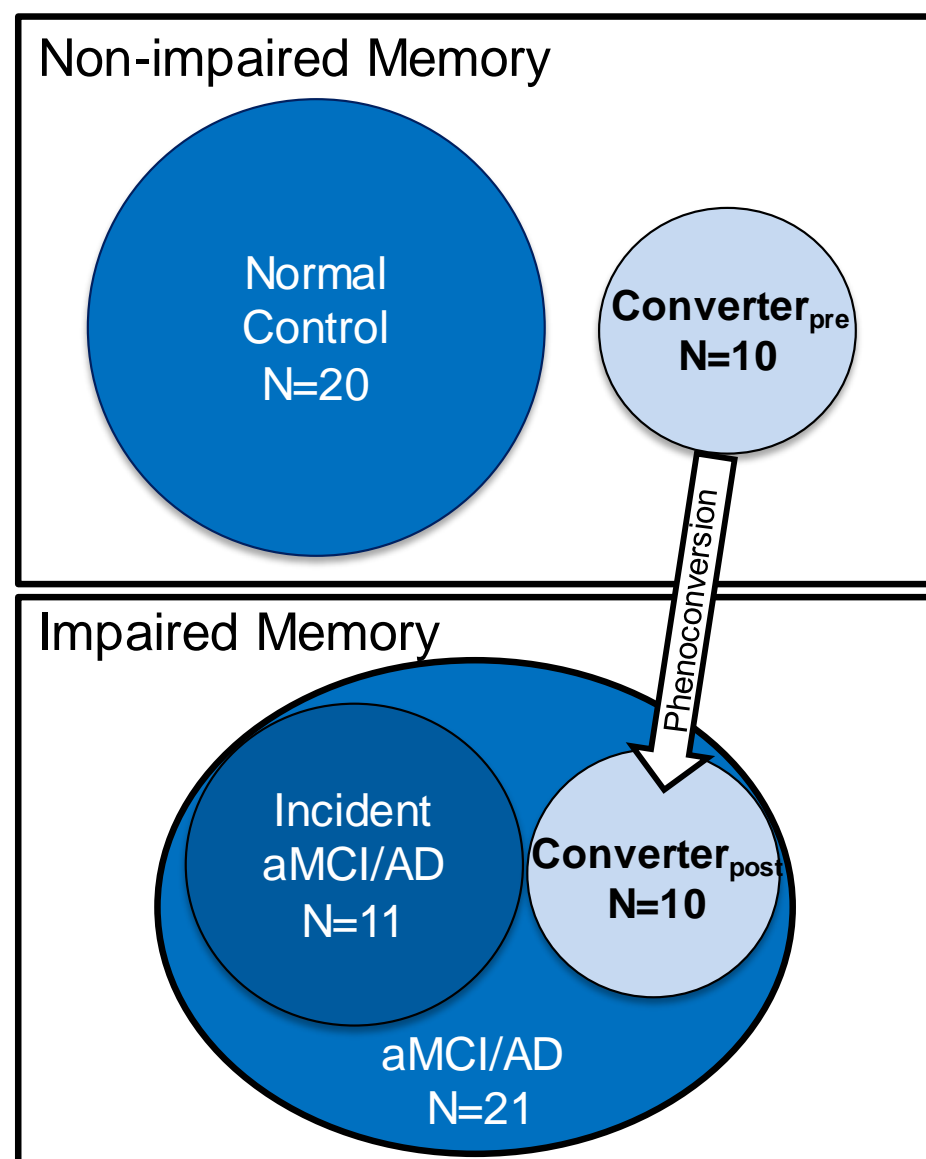 Non-impaired Memory
Normal
Control
N=20
Converterpre
N=10
Phenoconversion
Impaired Memory
Incident
aMCI/AD
N=11
Converterpost
N=10
aMCI/AD
N=21